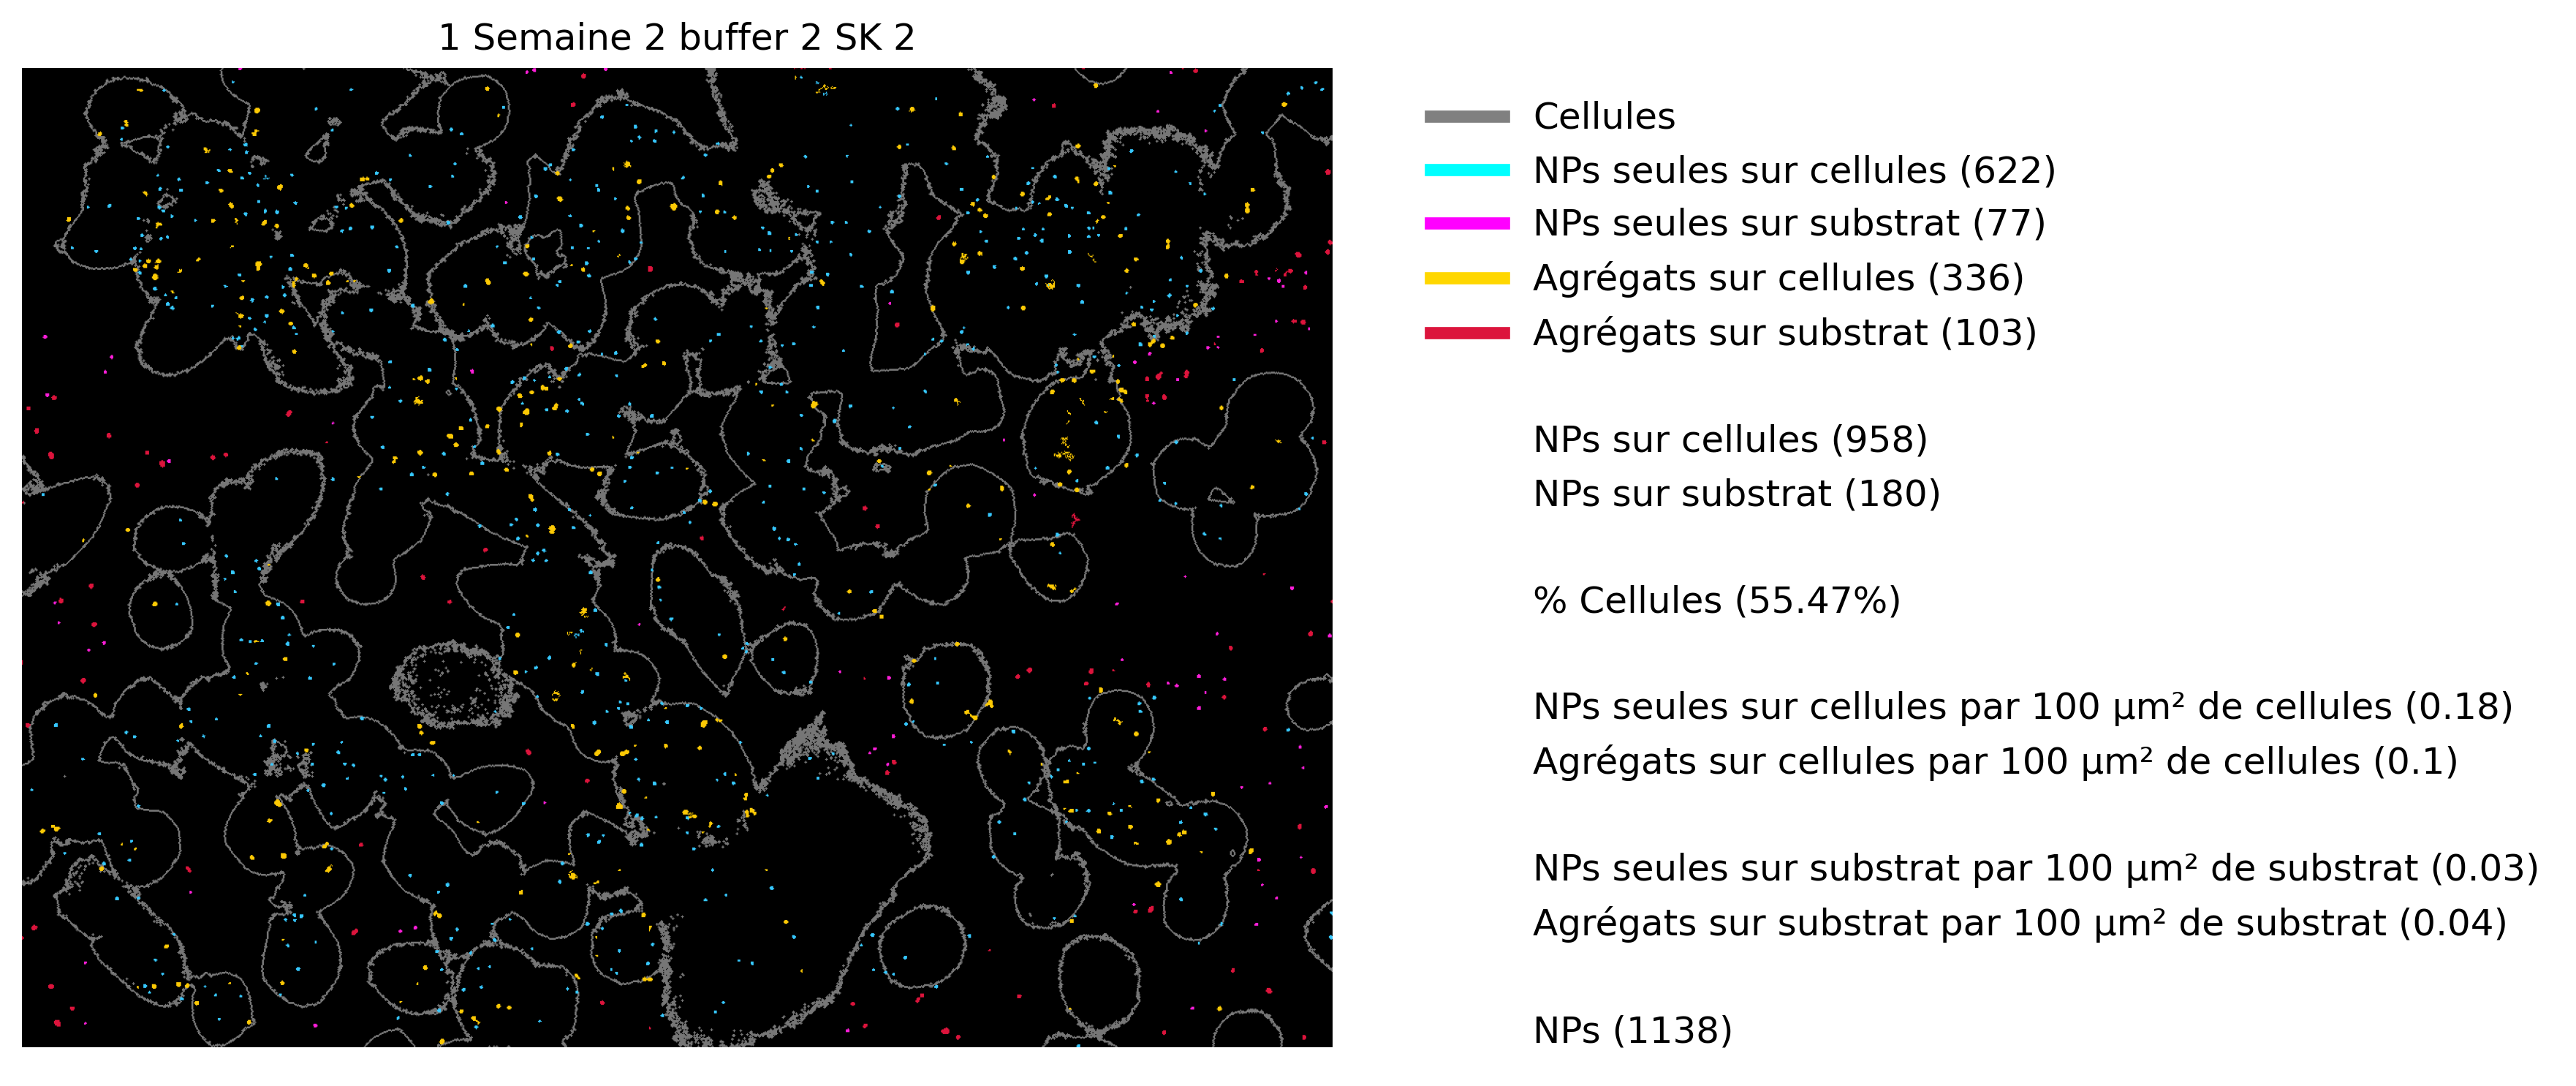 1 Semaine 2 buffer 2 SK 2
Cellules
NPs seules sur cellules (622)
NPs seules sur substrat (77)
Agrégats sur cellules (336)
Agrégats sur substrat (103)
NPs sur cellules (958)
NPs sur substrat (180)
% Cellules (55.47%)
NPs seules sur cellules par 100 µm² de cellules (0.18)
Agrégats sur cellules par 100 µm² de cellules (0.1)
NPs seules sur substrat par 100 µm² de substrat (0.03)
Agrégats sur substrat par 100 µm² de substrat (0.04)
NPs (1138)